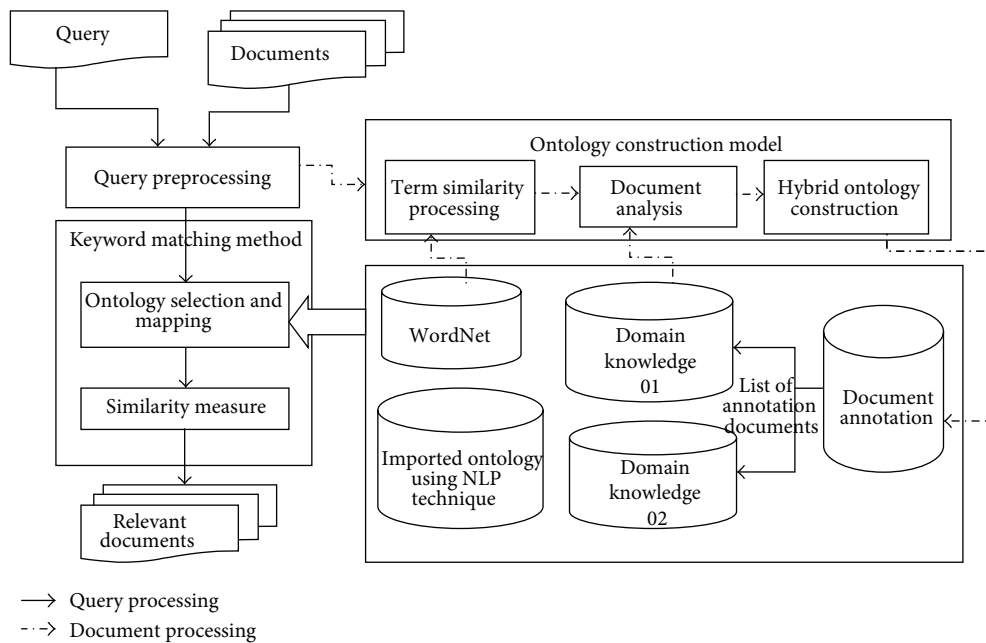 Query
Documents
Query preprocessing
Ontology construction model
Term similarity
processing
Document
analysis
Hybrid ontology
construction
Keyword matching method
Ontology selection and
mapping
Similarity measure
Relevant
documents
WordNet
Imported ontology
using NLP
technique
Domain
knowledge
01
Domain
knowledge
02
List of
annotation
documents
Document
annotation
Query processing
Document processing